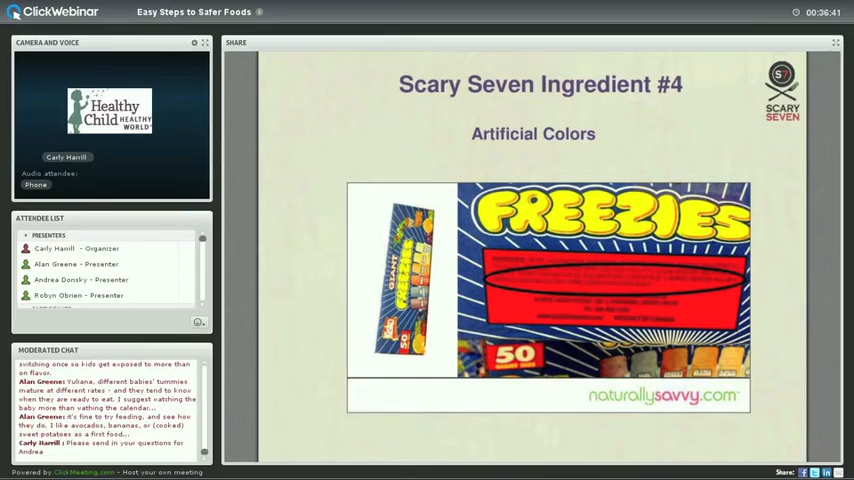 ClickWebinar
Easy Steps to Safer Foods
00:36:41
CAMERA AND VOICE
Healthy
Child HEALTHY
WORLD
Carly Harrill
Audio attendee:
Phone
ATTENDEE LIST
PRESENTERS
Carly Harrill - Organizer
Alan Greene - Presenter
Andrea Donsky - Presenter
Robyn Obrien - Presenter
MODERATED CHAT
switching once so kids get exposed to more than
on flavor.
Alan Greene: Yuliana, different babies' tummies
mature at different rates - and they tend to know
when they are ready to eat. I suggest vatching the
baby more than vathing the calendar...
Alan Greene: it's fine to try feeding, and see how
they do. I like avocados, bananas, or (cooked)
sweet potatoes as a first food...
Carly Harrill : Please send in your questions for
Andrea
SHARE
Scary Seven Ingredient #4
S7
SCARY
SEVEN
Artificial Colors
GIANT
FREEZIES
50
FREEZIES
50
naturallysavvy.com
Powered by ClickMeeting.com - Host your own meeting
Share: